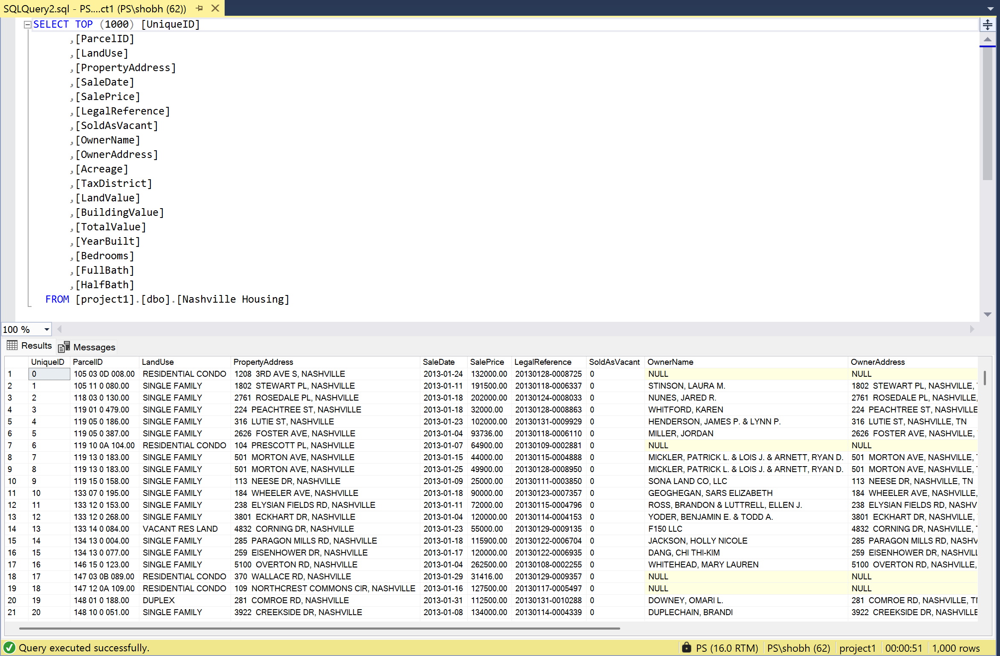 SQLQuery2.sql - PS....ct1 (PS\shobh (62))
SELECT TOP (1000) [UniqueID]
,[ParcelID]
,[LandUse]
,[PropertyAddress]
,[SaleDate]
,[SalePrice]
,[LegalReference]
,[SoldAsVacant]
,[OwnerName]
,[OwnerAddress]
,[Acreage]
,[TaxDistrict]
,[LandValue]
,[BuildingValue]
,[TotalValue]
,[YearBuilt]
,[Bedrooms]
,[FullBath]
,[HalfBath]
FROM [project1].[dbo].[Nashville Housing]
100 %
Results Messages
UniqueID ParcelID LandUse PropertyAddress SaleDate SalePrice LegalReference SoldAsVacant OwnerName OwnerAddress
1 0 105 03 0D 008.00 RESIDENTIAL CONDO 1208 3RD AVE S, NASHVILLE 2013-01-24 132000.00 20130128-0008725 0 NULL NULL
2 1 105 11 0 080.00 SINGLE FAMILY 1802 STEWART PL, NASHVILLE 2013-01-11 191500.00 20130118-0006337 0 STINSON, LAURA M. 1802 STEWART PL, NASHVILLE,
3 2 118 03 0 130.00 SINGLE FAMILY 2761 ROSEDALE PL, NASHVILLE 2013-01-18 202000.00 20130124-0008033 0 NUNES, JARED R. 2761 ROSEDALE PL, NASHVILLE,
4 3 119 01 0 479.00 SINGLE FAMILY 224 PEACHTREE ST, NASHVILLE 2013-01-18 32000.00 20130128-0008863 0 WHITFORD, KAREN 224 PEACHTREE ST, NASHVILLE
5 4 119 05 0 186.00 SINGLE FAMILY 316 LUTIE ST, NASHVILLE 2013-01-23 102000.00 20130131-0009929 0 HENDERSON, JAMES P. & LYNN P. 316 LUTIE ST, NASHVILLE, TN
6 5 119 05 0 387.00 SINGLE FAMILY 2626 FOSTER AVE, NASHVILLE 2013-01-04 93736.00 20130118-0006110 0 MILLER, JORDAN 2626 FOSTER AVE, NASHVILLE,
7 6 119 10 0A 104.00 RESIDENTIAL CONDO 104 PRESCOTT PL, NASHVILLE 2013-01-07 64900.00 20130109-0002881 0 NULL NULL
8 7 119 13 0 183.00 SINGLE FAMILY 501 MORTON AVE, NASHVILLE 2013-01-15 44000.00 20130115-0004888 0 MICKLER, PATRICK L. & LOIS J. & ARNETT, RYAN D. 501 MORTON AVE, NASHVILLE,
9 8 119 13 0 183.00 SINGLE FAMILY 501 MORTON AVE, NASHVILLE 2013-01-25 49900.00 20130128-0008950 0 MICKLER, PATRICK L. & LOIS J. & ARNETT, RYAN D. 501 MORTON AVE, NASHVILLE,
10 9 119 15 0 158.00 SINGLE FAMILY 113 NEESE DR, NASHVILLE 2013-01-09 25000.00 20130111-0003850 0 SONA LAND CO, LLC 113 NEESE DR, NASHVILLE, TN
11 10 133 07 0 195.00 SINGLE FAMILY 184 WHEELER AVE, NASHVILLE 2013-01-18 90000.00 20130123-0007357 0 GEOGHEGAN, SARS ELIZABETH 184 WHEELER AVE, NASHVILLE,
12 11 133 12 0 153.00 SINGLE FAMILY 238 ELYSIAN FIELDS RD, NASHVILLE 2013-01-11 72000.00 20130115-0004796 0 ROSS, BRANDON & LUTTRELL, ELLEN J. 238 ELYSIAN FIELDS RD, NASHV
13 12 133 12 0 268.00 SINGLE FAMILY 3801 ECKHART DR, NASHVILLE 2013-01-04 120000.00 20130114-0004153 0 YODER, BENJAMIN E. & TODD A. 3801 ECKHART DR, NASHVILLE,
14 13 133 14 0 084.00 VACANT RES LAND 4832 CORNING DR, NASHVILLE 2013-01-23 55000.00 20130129-0009135 0 F150 LLC 4832 CORNING DR, NASHVILLE,
15 14 134 13 0 004.00 SINGLE FAMILY 285 PARAGON MILLS RD, NASHVILLE 2013-01-18 115900.00 20130122-0006704 0 JACKSON, HOLLY NICOLE 285 PARAGON MILLS RD, NASHV
16 15 134 13 0 077.00 SINGLE FAMILY 259 EISENHOWER DR, NASHVILLE 2013-01-17 120000.00 20130122-0006935 0 DANG, CHI THI-KIM 259 EISENHOWER DR, NASHVILL
17 16 146 15 0 123.00 SINGLE FAMILY 5100 OVERTON RD, NASHVILLE 2013-01-04 262500.00 20130108-0002255 0 WHITEHEAD, MARY LAUREN 5100 OVERTON RD, NASHVILLE,
18 17 147 03 0B 089.00 RESIDENTIAL CONDO 370 WALLACE RD, NASHVILLE 2013-01-29 31416.00 20130129-0009357 0 NULL NULL
19 18 147 12 0A 109.00 RESIDENTIAL CONDO 109 NORTHCREST COMMONS CIR, NASHVILLE 2013-01-16 127500.00 20130117-0005497 0 NULL NULL
20 19 148 01 0 188.00 DUPLEX 281 COMROE RD, NASHVILLE 2013-01-31 112500.00 20130131-0010288 0 DOWNEY, OMARI L. 281 COMROE RD, NASHVILLE, TN
21 20 148 10 0 051.00 SINGLE FAMILY 3922 CREEKSIDE DR, NASHVILLE 2013-01-08 134000.00 20130114-0004339 0 DUPLECHAIN, BRANDI 3922 CREEKSIDE DR, NASHVILLE
Query executed successfully. PS (16.0 RTM) PS\shobh (62) project1 00:00:51 1,000 rows